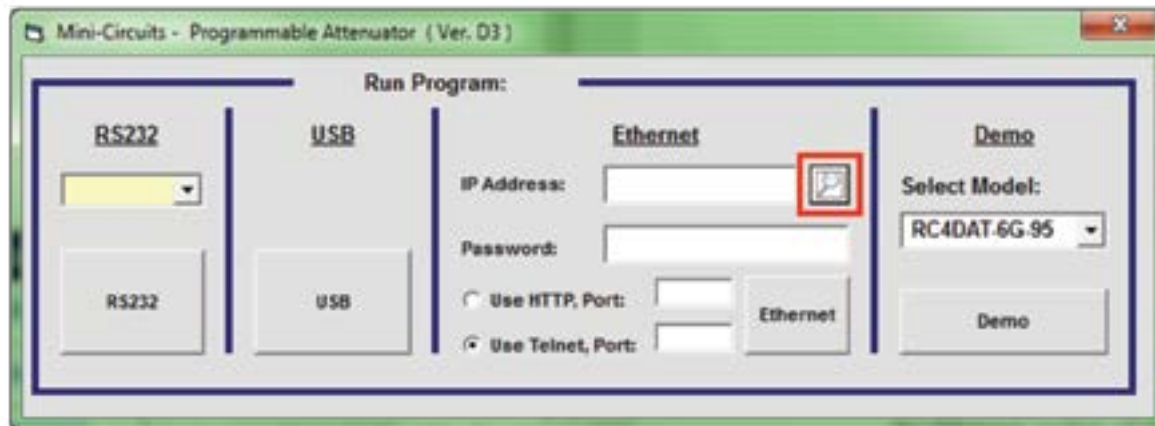 Mini-Circuits - Programmable Attenuator ( Ver. D3 )
Run Program:
RS232
USB
Ethernet
Demo
IP Address:
Select Model:
RC4DAT-6G-95
Password:
RS232
USB
Use HTTP, Port:
Use Telnet, Port:
Ethernet
Demo